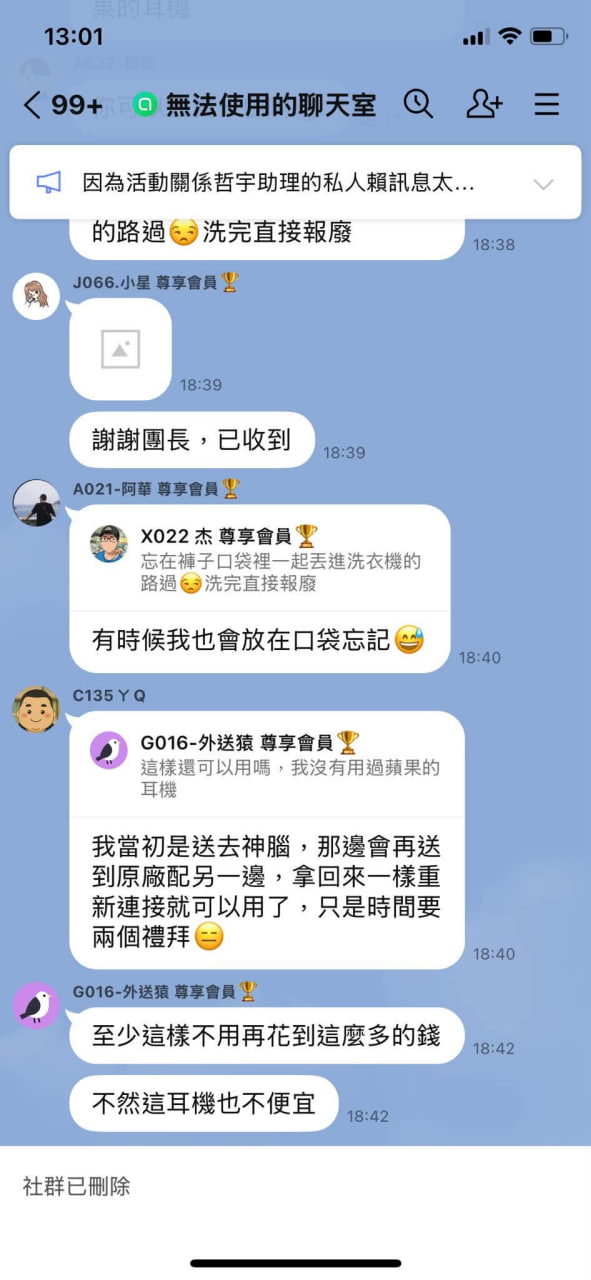 13:01
99+
無法使用的聊天室
因為活動關係哲宇助理的私人賴訊息太...
的路過😒洗完直接報廢
18:38
J066.小星 尊享會員🏆
18:39
謝謝團長，已收到
18:39
A021-阿華 尊享會員🏆
X022 杰 尊享會員🏆
忘在褲子口袋裡一起丟進洗衣機的
路過😒洗完直接報廢
有時候我也會放在口袋忘記😅
18:40
C135 ㄚ Q
G016-外送猿 尊享會員🏆
這樣還可以用嗎，我沒有用過蘋果的
耳機
我當初是送去神腦，那邊會再送
到原廠配另一邊，拿回來一樣重
新連接就可以用了，只是時間要
兩個禮拜😑
18:40
G016-外送猿 尊享會員🏆
至少這樣不用再花到這麼多的錢
18:42
不然這耳機也不便宜
18:42
社群已刪除